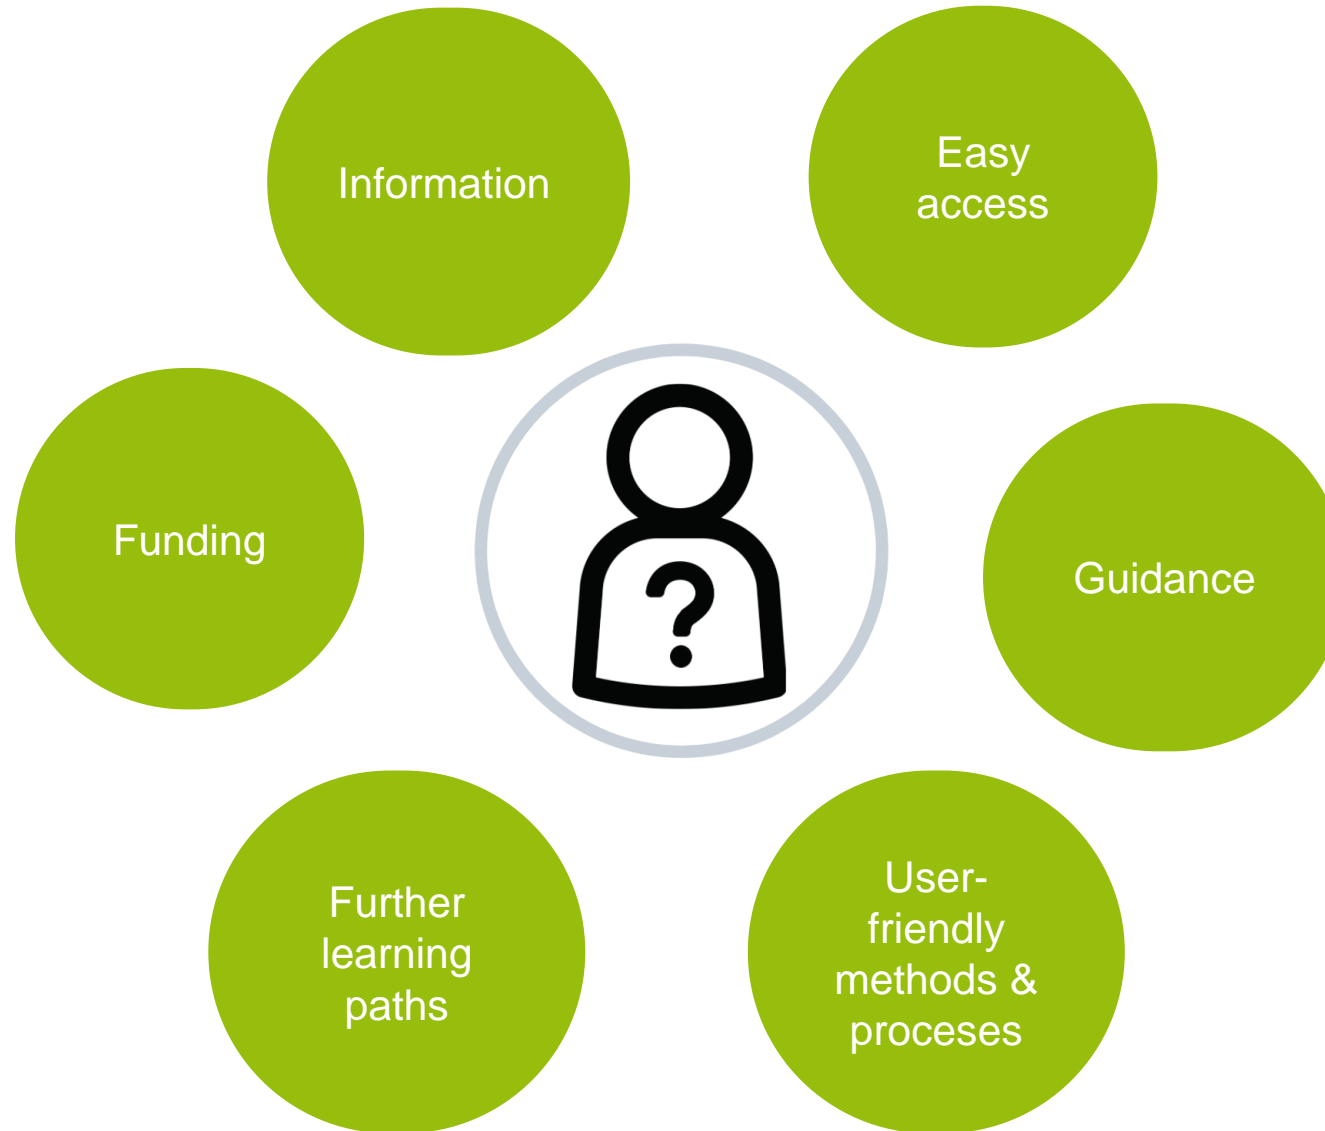 Information
Easy
access
Funding
Guidance
?
Further
learning
paths
User-
friendly
methods &
proceses